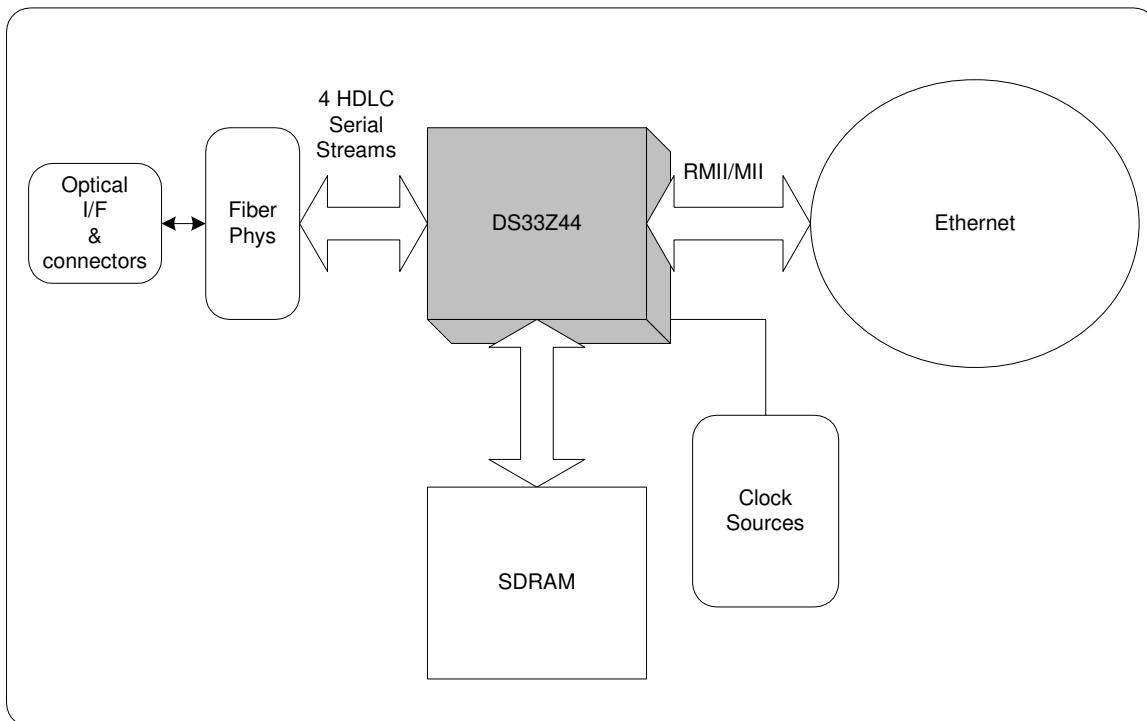 4 HDLC
Serial
Streams
Optical
I/F
&
connectors
Fiber
Phys
DS33Z44
RMII/MII
Ethernet
Clock
Sources
SDRAM